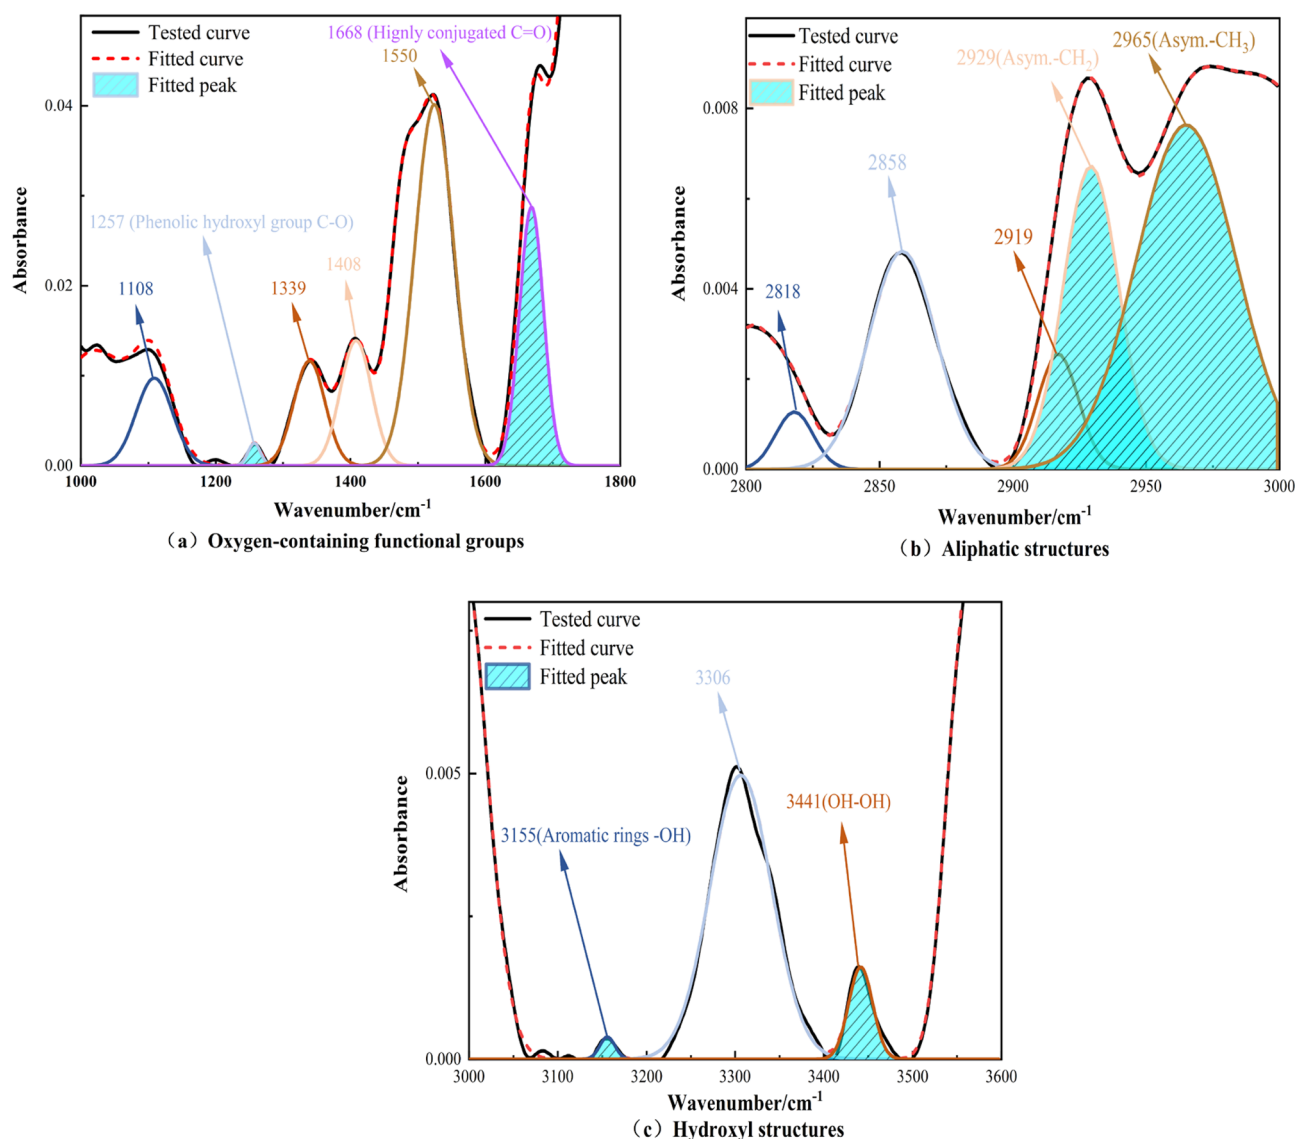 Tested curve
Fitted curve
Fitted peak
1668 (Hignly conjugated C=O)
1550
1257 (Phenolic hydroxyl group C-O)
1108
1339
1408
Absorbance
0.04
0.02
0.00
1000 1200 1400 1600 1800
Wavenumber/cm⁻¹
（a）Oxygen-containing functional groups
Tested curve
Fitted curve
Fitted peak
2965(Asym.-CH₃)
2929(Asym.-CH₂)
2858
2919
2818
Absorbance
0.008
0.004
0.000
2800 2850 2900 2950 3000
Wavenumber/cm⁻¹
（b）Aliphatic structures
Tested curve
Fitted curve
Fitted peak
3306
3441(OH-OH)
3155(Aromatic rings -OH)
Absorbance
0.005
0.000
3000 3100 3200 3300 3400 3500 3600
Wavenumber/cm⁻¹
（c）Hydroxyl structures